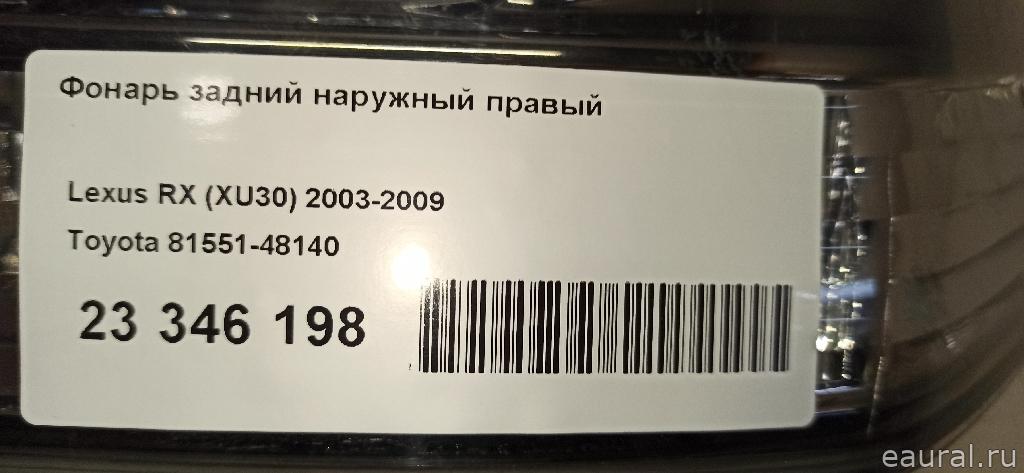 Фонарь задний наружный правый
Lexus RX (XU30) 2003-2009
Toyota 81551-48140
23 346 198
eaural.ru